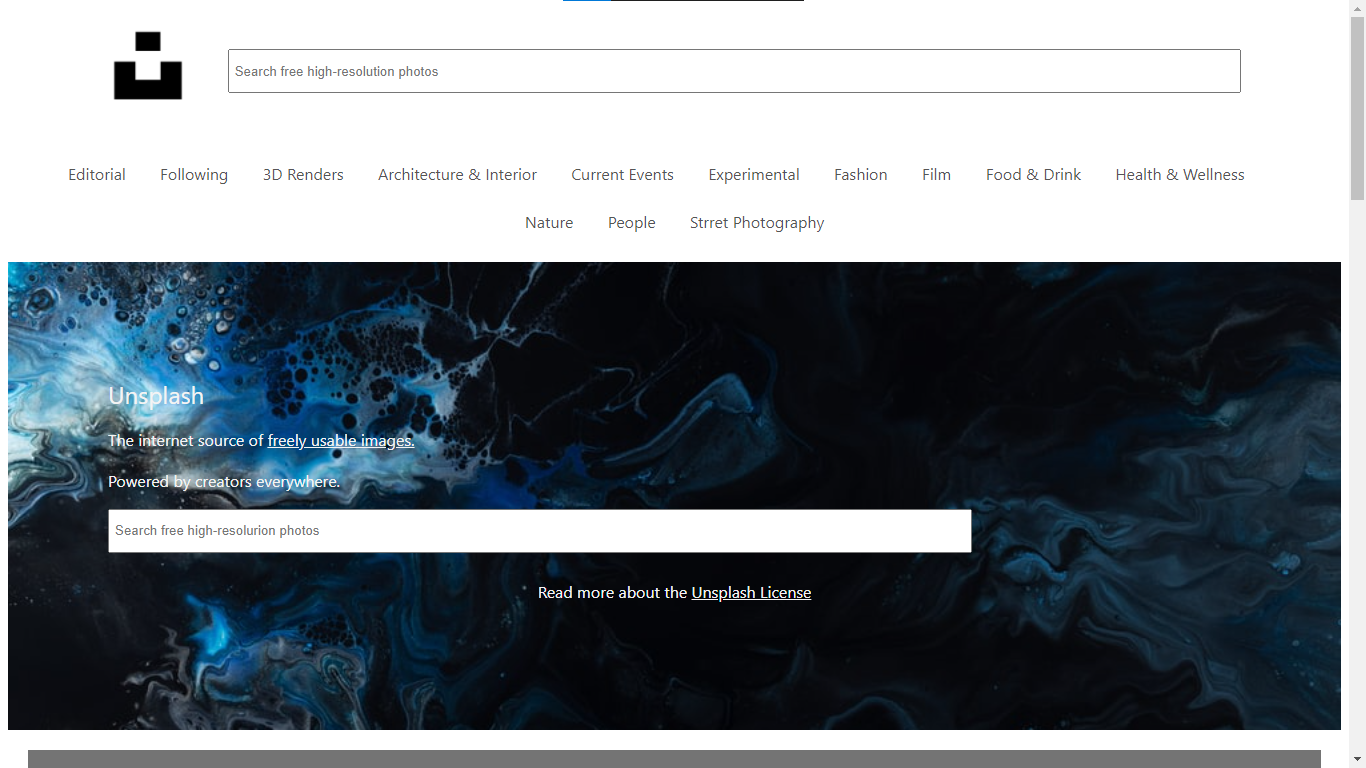 Search free high-resolution photos
Editorial Following 3D Renders Architecture & Interior Current Events Experimental Fashion Film Food & Drink Health & Wellness
Nature People Strret Photography
Unsplash
The internet source of freely usable images.
Powered by creators everywhere.
Search free high-resolurion photos
Read more about the Unsplash License